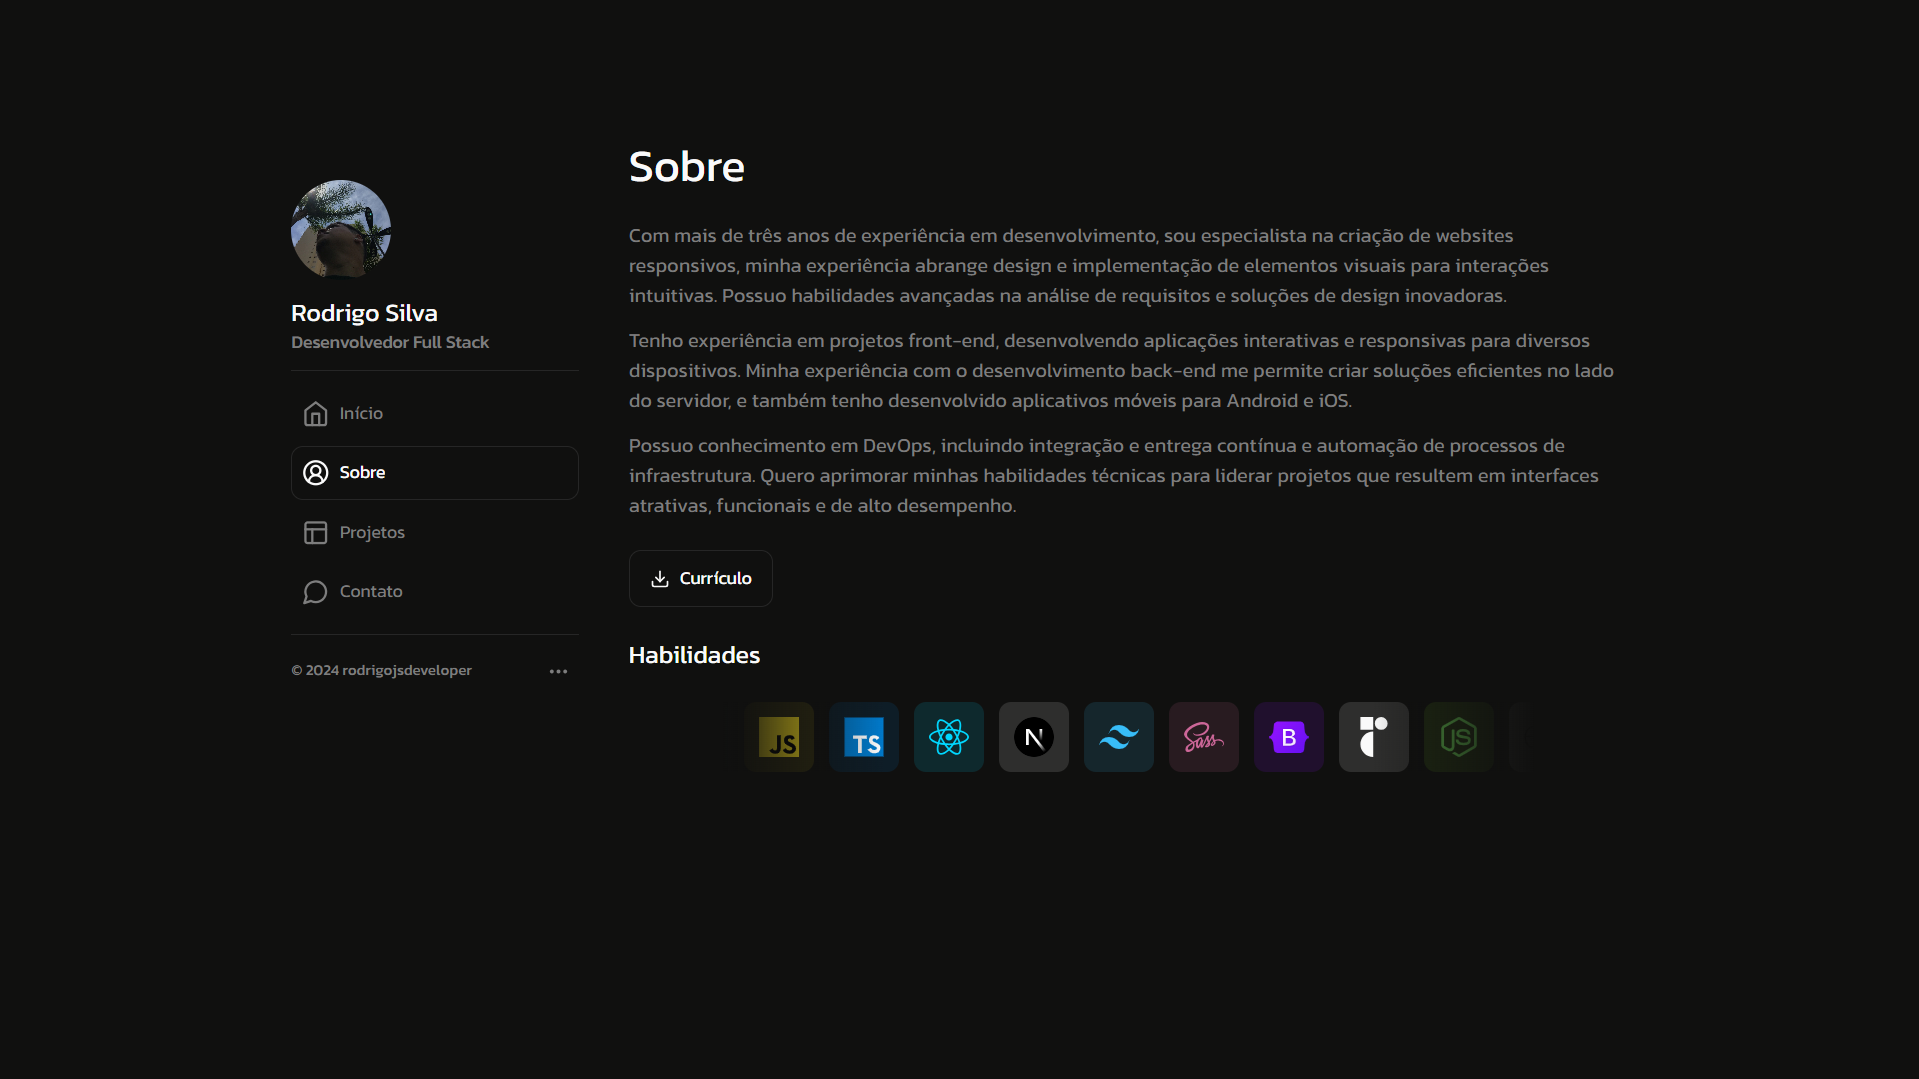 Rodrigo Silva
Desenvolvedor Full Stack
Início
Sobre
Projetos
Contato
© 2024 rodrigojsdeveloper
Sobre
Com mais de três anos de experiência em desenvolvimento, sou especialista na criação de websites
responsivos, minha experiência abrange design e implementação de elementos visuais para interações
intuitivas. Possuo habilidades avançadas na análise de requisitos e soluções de design inovadoras.
Tenho experiência em projetos front-end, desenvolvendo aplicações interativas e responsivas para diversos
dispositivos. Minha experiência com o desenvolvimento back-end me permite criar soluções eficientes no lado
do servidor, e também tenho desenvolvido aplicativos móveis para Android e iOS.
Possuo conhecimento em DevOps, incluindo integração e entrega contínua e automação de processos de
infraestrutura. Quero aprimorar minhas habilidades técnicas para liderar projetos que resultem em interfaces
atrativas, funcionais e de alto desempenho.
Currículo
Habilidades
JS TS N Sass B JS